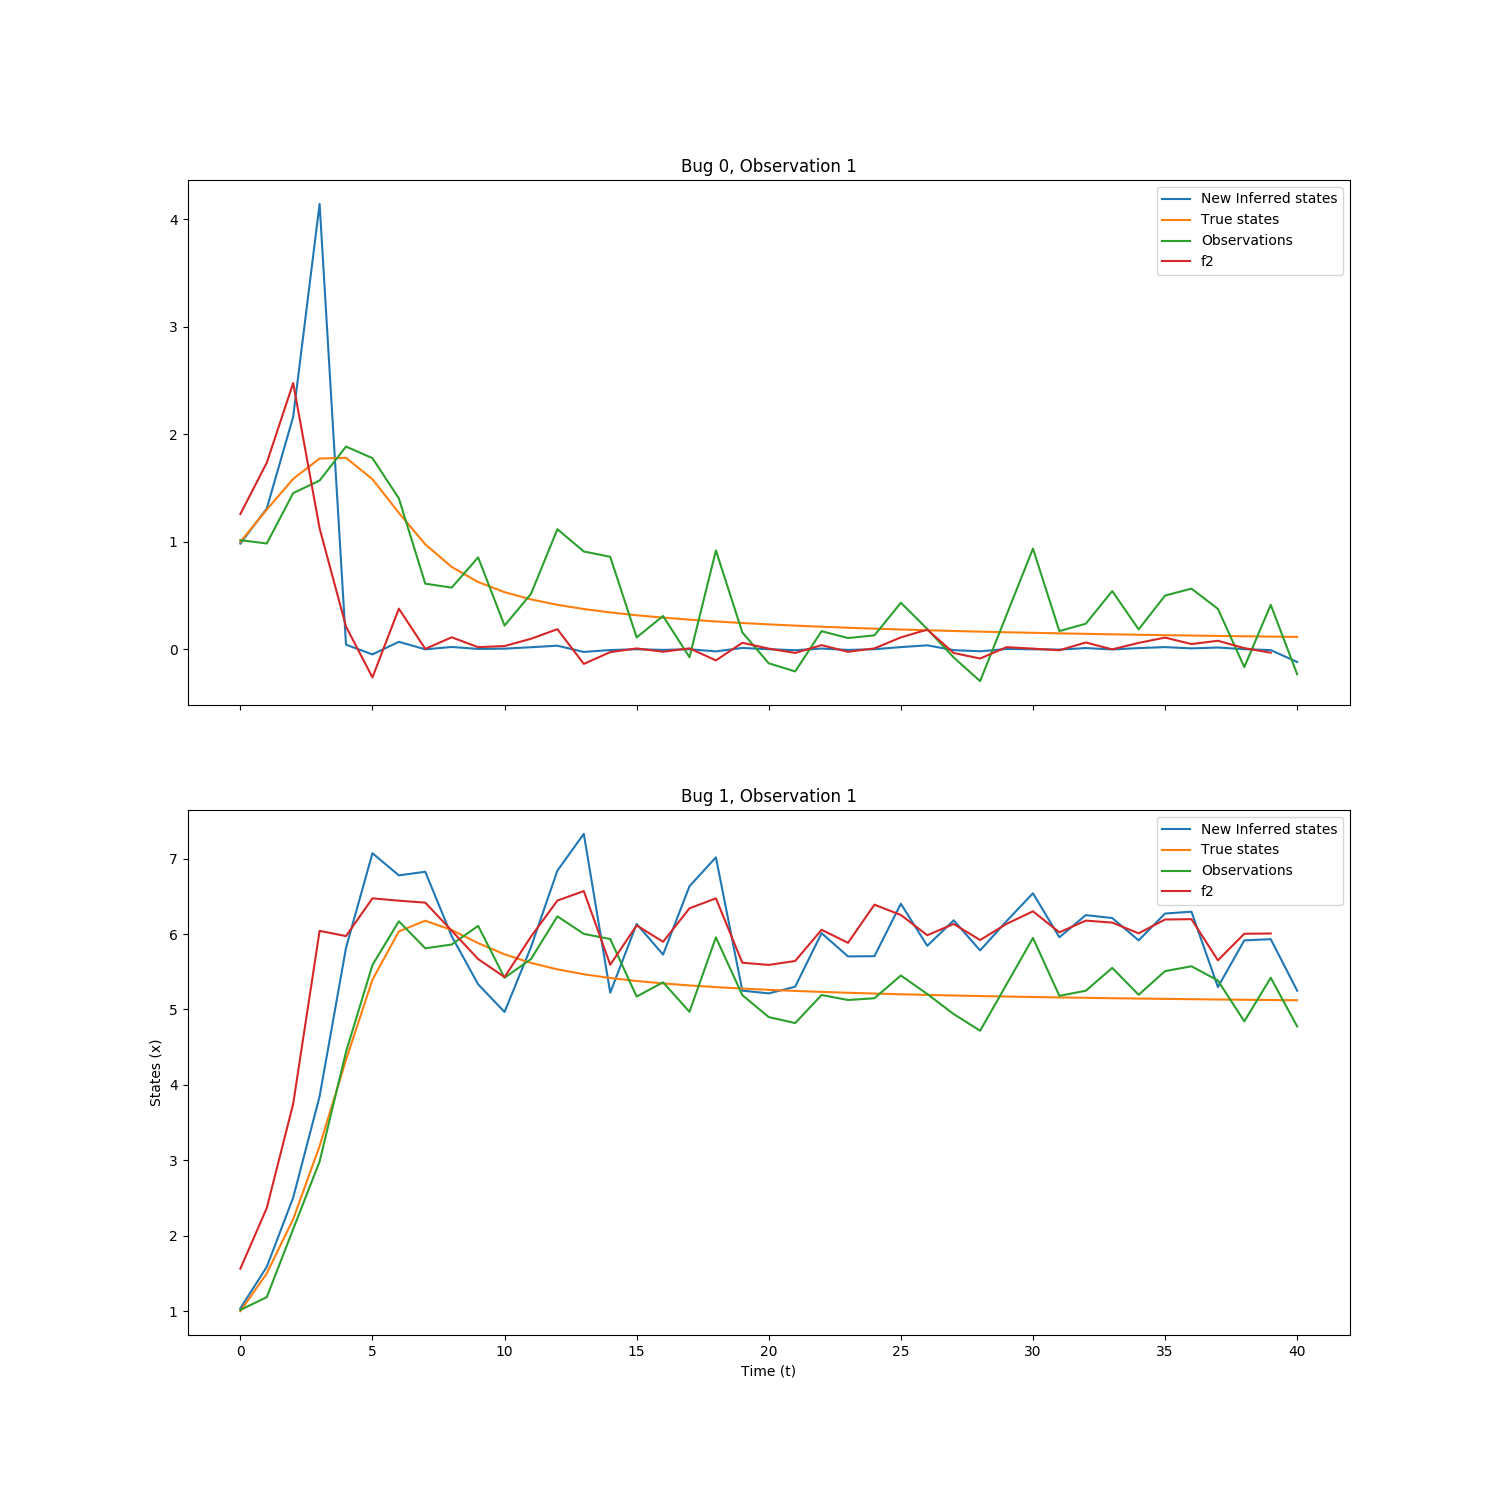 Bug 0, Observation 1
New Inferred states
True states
Observations
f2
4
3
2
1
0
Bug 1, Observation 1
New Inferred states
True states
Observations
f2
7
6
5
4
3
2
1
States (x)
0 5 10 15 20 25 30 35 40
Time (t)